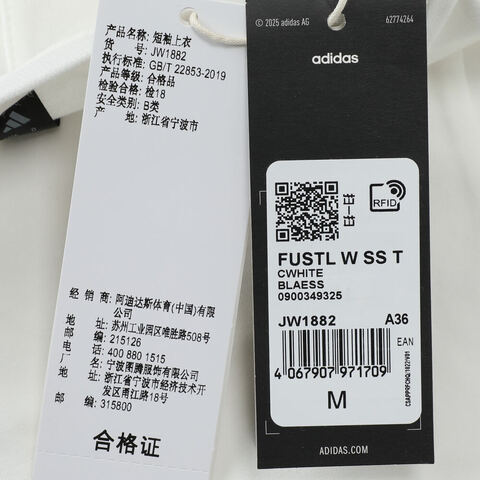 产品名称: 短袖上衣
货 号: JW1882
执行标准: GB/T 22853-2019
产品等级: 合格品
检验合格: 检18
安全类别: B类
产 地: 浙江省宁波市
经 销 商: 阿迪达斯体育(中国)有限公司
地 址: 苏州工业园区唯胜路508号
邮 编: 215126
电 话: 400 880 1515
厂 名: 宁波图腾服饰有限公司
地 址: 浙江省宁波市经济技术开发区甬江路18号
邮 编: 315800
合格证
© 2025 adidas AG
62774264
adidas
RFID
FUSTL W SS T
CWHITE
BLAESS
0900349325
JW1882 A36
EAN
4 067907 971709
M
ADIDAS.COM